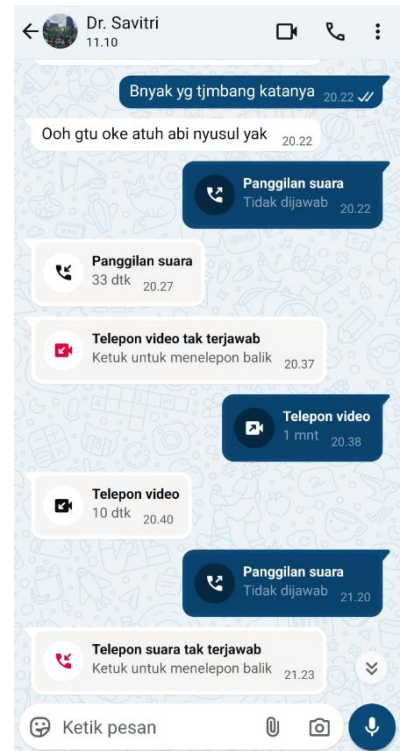 Dr. Savitri
11.10
Bnyak yg tjmbang katanya 20.22
Ooh gtu oke atuh abi nyusul yak 20.22
Panggilan suara
Tidak dijawab 20.22
Panggilan suara
33 dtk 20.27
Telepon video tak terjawab
Ketuk untuk menelepon balik 20.37
Telepon video
1 mnt 20.38
Telepon video
10 dtk 20.40
Panggilan suara
Tidak dijawab 21.20
Telepon suara tak terjawab
Ketuk untuk menelepon balik 21.23
Ketik pesan